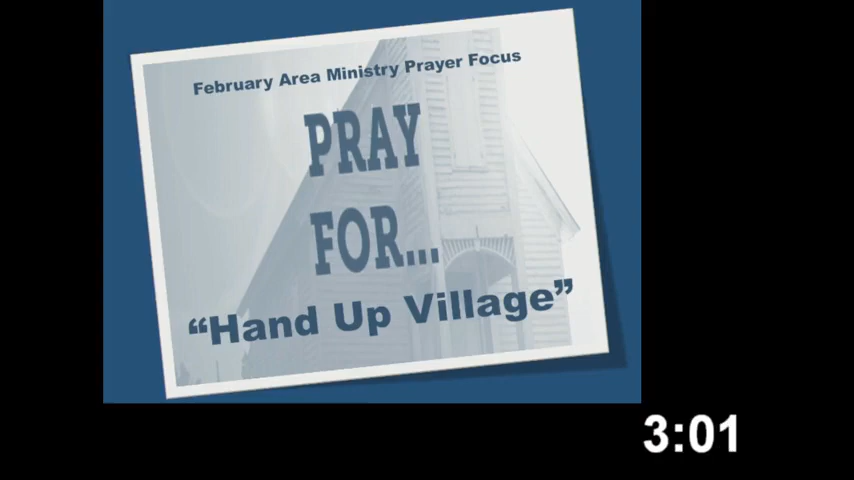 February Area Ministry Prayer Focus
PRAY
FOR...
“Hand Up Village”
3:01